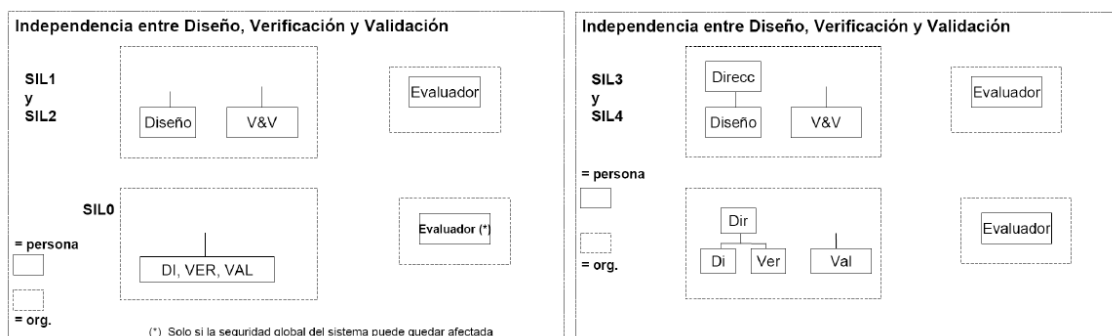 Independencia entre Diseño, Verificación y Validación
SIL1
y
SIL2
Diseño
V&V
Evaluador
SIL0
DI, VER, VAL
Evaluador (*)
= persona
= org.
(*) Solo si la seguridad global del sistema puede quedar afectada
Independencia entre Diseño, Verificación y Validación
SIL3
y
SIL4
Direcc
Diseño
V&V
Evaluador
= persona
= org.
Dir
Di
Ver
Val
Evaluador